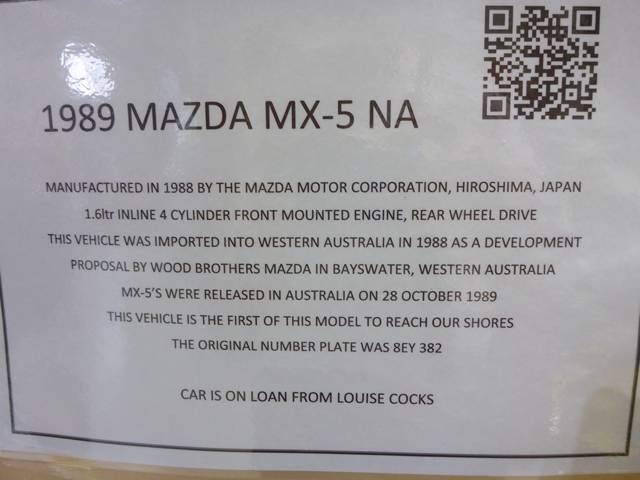 1989 MAZDA MX-5 NA
MANUFACTURED IN 1988 BY THE MAZDA MOTOR CORPORATION, HIROSHIMA, JAPAN
1.6ltr INLINE 4 CYLINDER FRONT MOUNTED ENGINE, REAR WHEEL DRIVE
THIS VEHICLE WAS IMPORTED INTO WESTERN AUSTRALIA IN 1988 AS A DEVELOPMENT
PROPOSAL BY WOOD BROTHERS MAZDA IN BAYSWATER, WESTERN AUSTRALIA
MX-5'S WERE RELEASED IN AUSTRALIA ON 28 OCTOBER 1989
THIS VEHICLE IS THE FIRST OF THIS MODEL TO REACH OUR SHORES
THE ORIGINAL NUMBER PLATE WAS 8EY 382
CAR IS ON LOAN FROM LOUISE COCKS